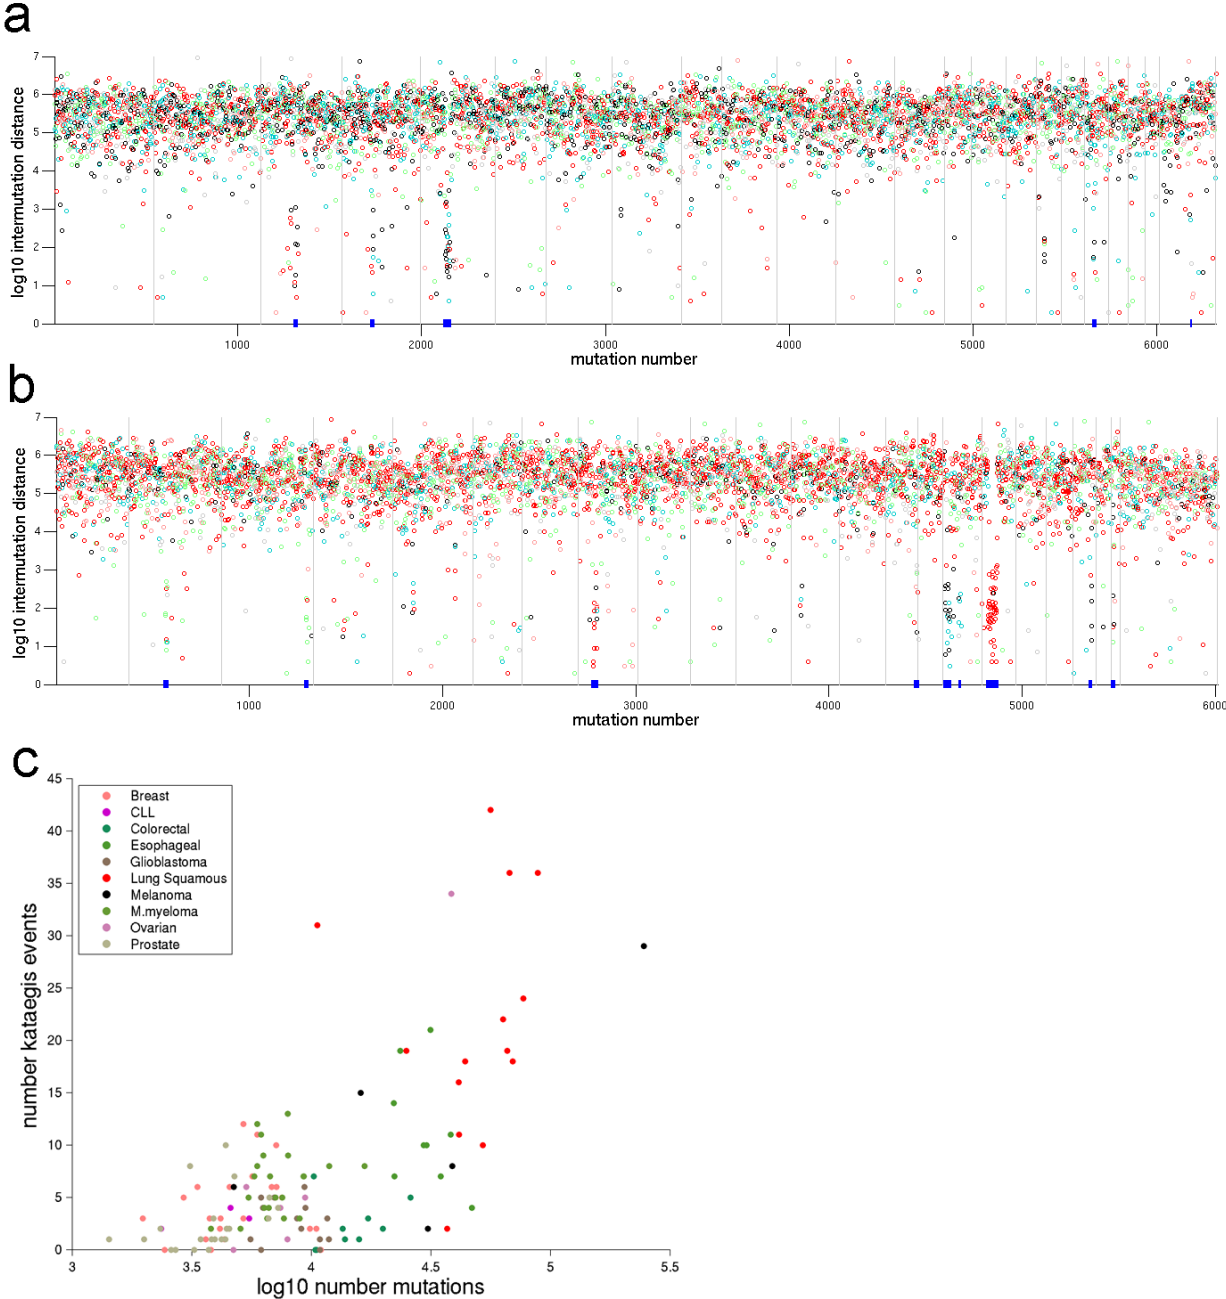 a
7
6
5
4
3
2
1
0
log10 intermutation distance
1000 2000 3000 4000 5000 6000
mutation number
b
7
6
5
4
3
2
1
0
log10 intermutation distance
1000 2000 3000 4000 5000 6000
mutation number
c
45
40
35
30
25
20
15
10
5
0
number kataegis events
Breast
CLL
Colorectal
Esophageal
Glioblastoma
Lung Squamous
Melanoma
M.myeloma
Ovarian
Prostate
3 3.5 4 4.5 5 5.5
log10 number mutations